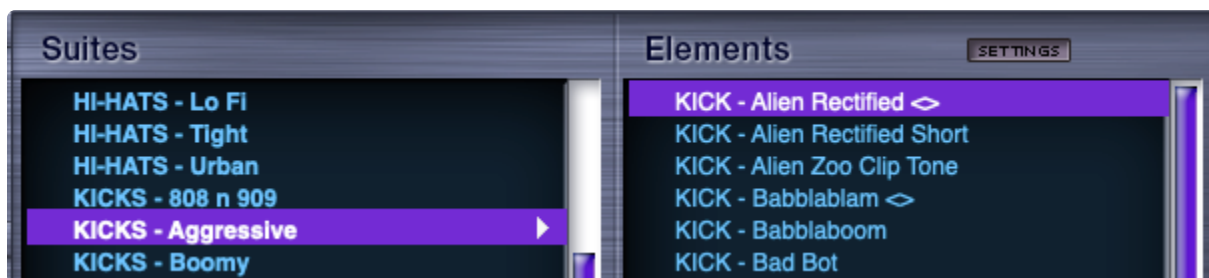 Suites
HI-HATS - Lo Fi
HI-HATS - Tight
HI-HATS - Urban
KICKS - 808 n 909
KICKS - Aggressive
KICKS - Boomy
Elements
SETTINGS
KICK - Alien Rectified <>
KICK - Alien Rectified Short
KICK - Alien Zoo Clip Tone
KICK - Babblablam <>
KICK - Babblaboom
KICK - Bad Bot